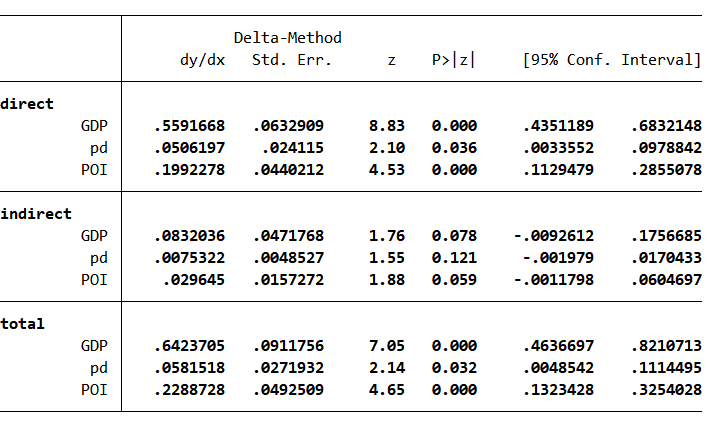 Delta-Method
dy/dx Std. Err. z P>|z| [95% Conf. Interval]
direct
GDP .5591668 .0632909 8.83 0.000 .4351189 .6832148
pd .0506197 .024115 2.10 0.036 .0033552 .0978842
POI .1992278 .0440212 4.53 0.000 .1129479 .2855078
indirect
GDP .0832036 .0471768 1.76 0.078 -.0092612 .1756685
pd .0075322 .0048527 1.55 0.121 -.001979 .0170433
POI .029645 .0157272 1.88 0.059 -.0011798 .0604697
total
GDP .6423705 .0911756 7.05 0.000 .4636697 .8210713
pd .0581518 .0271932 2.14 0.032 .0048542 .1114495
POI .2288728 .0492509 4.65 0.000 .1323428 .3254028